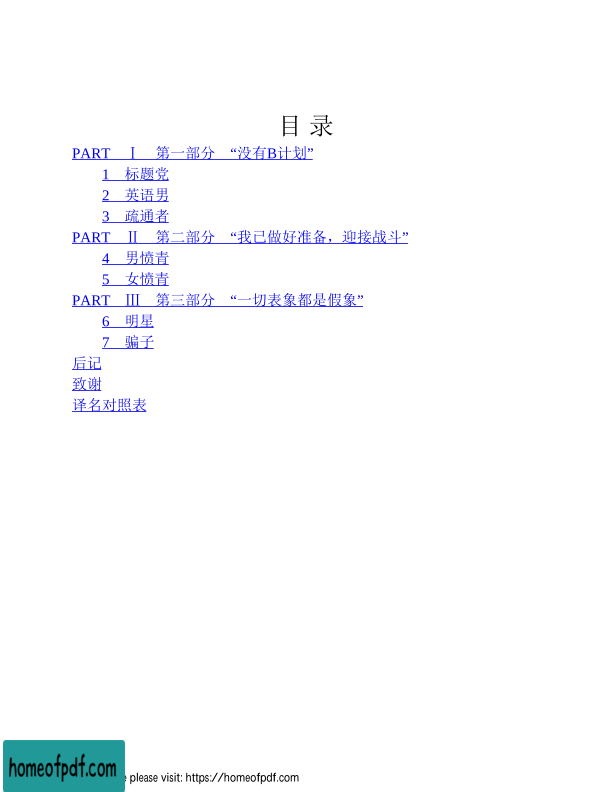 目 录
PART Ⅰ 第一部分 “没有B计划”
1 标题党
2 英语男
3 疏通者
PART Ⅱ 第二部分 “我已做好准备，迎接战斗”
4 男愤青
5 女愤青
PART Ⅲ 第三部分 “一切表象都是假象”
6 明星
7 骗子
后记
致谢
译名对照表
homeofpdf.com
e please visit: https://homeofpdf.com